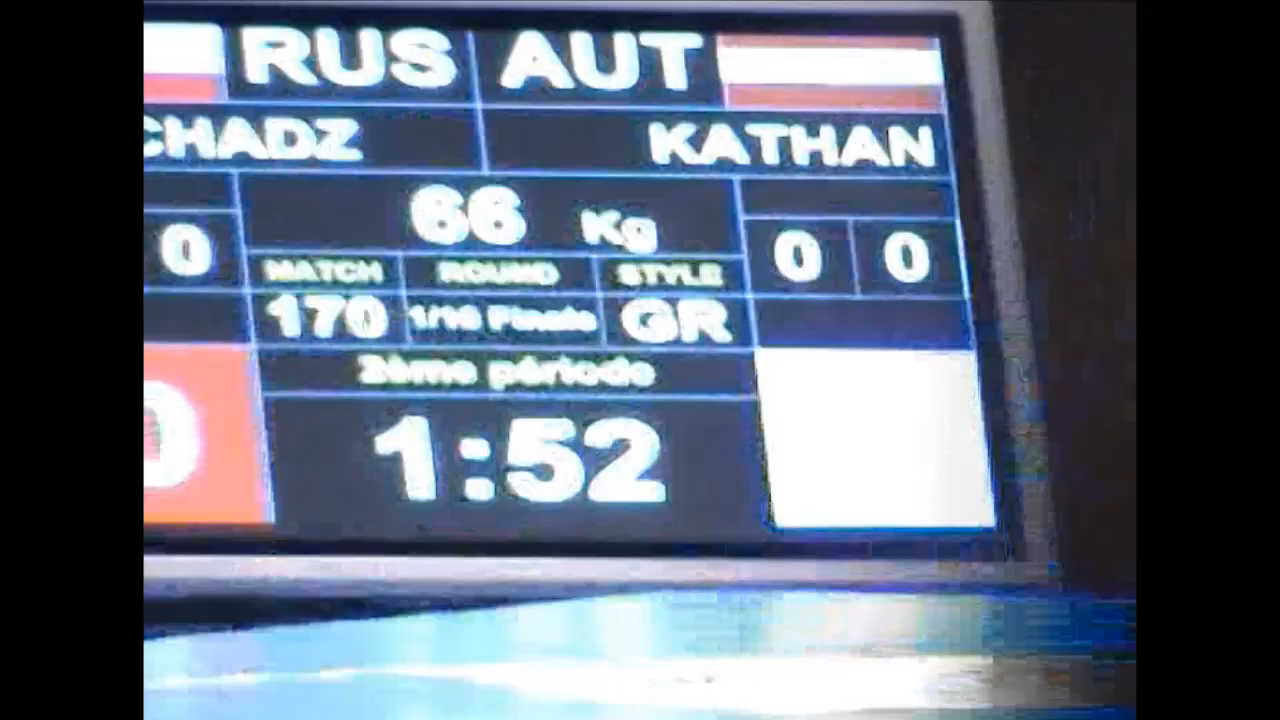 RUS AUT
CHADZ KATHAN
66 Kg
0 0 0
MATCH ROUND STYLE
170 1/16 Finale GR
2ème période
0 1:52